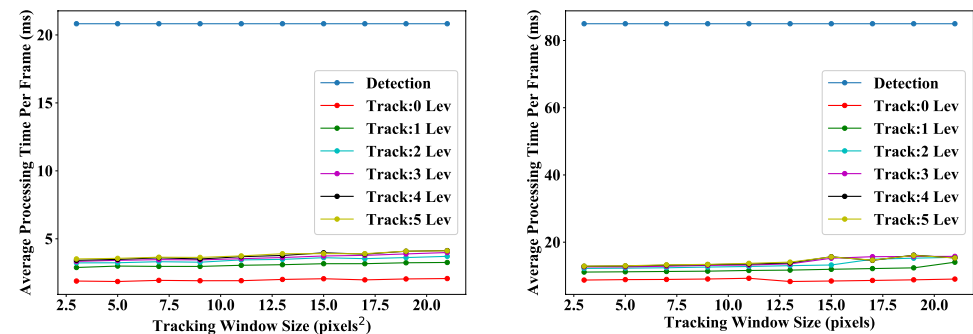 Average Processing Time Per Frame (ms)
20
15
10
5
Detection
Track:0 Lev
Track:1 Lev
Track:2 Lev
Track:3 Lev
Track:4 Lev
Track:5 Lev
2.5 5.0 7.5 10.0 12.5 15.0 17.5 20.0
Tracking Window Size (pixels²)
Average Processing Time Per Frame (ms)
80
60
40
20
Detection
Track:0 Lev
Track:1 Lev
Track:2 Lev
Track:3 Lev
Track:4 Lev
Track:5 Lev
2.5 5.0 7.5 10.0 12.5 15.0 17.5 20.0
Tracking Window Size (pixels)